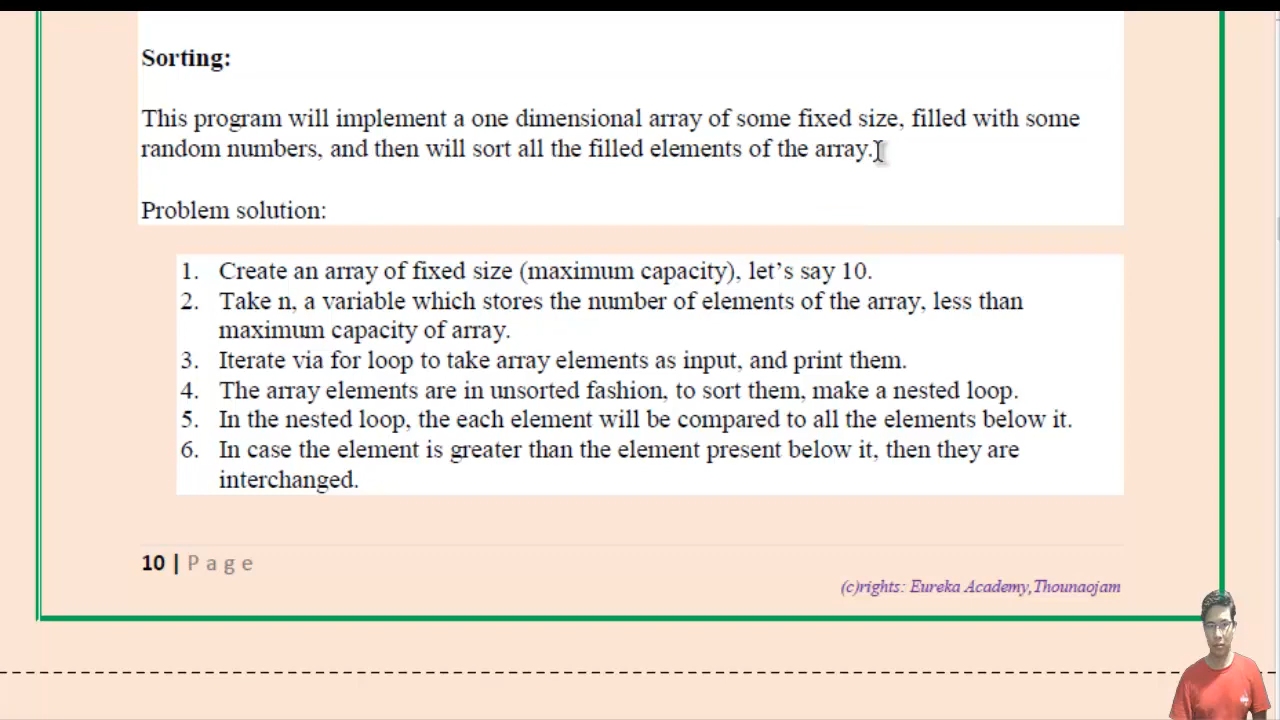 Sorting:
This program will implement a one dimensional array of some fixed size, filled with some
random numbers, and then will sort all the filled elements of the array.
Problem solution:
1. Create an array of fixed size (maximum capacity), let’s say 10.
2. Take n, a variable which stores the number of elements of the array, less than
maximum capacity of array.
3. Iterate via for loop to take array elements as input, and print them.
4. The array elements are in unsorted fashion, to sort them, make a nested loop.
5. In the nested loop, the each element will be compared to all the elements below it.
6. In case the element is greater than the element present below it, then they are
interchanged.
10 | P a g e
(c)rights: Eureka Academy,Thounaojam